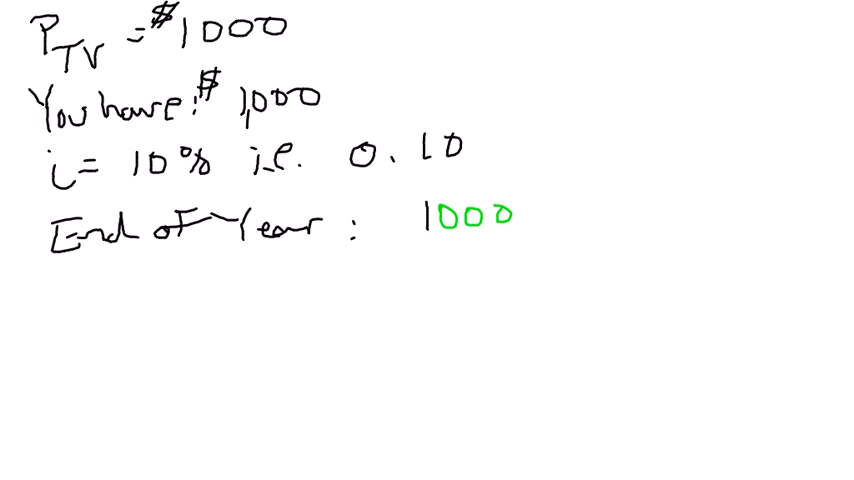 P_TV = $1000
You have: $1,000
i = 10% i.e. 0.10
End of Year: 1000